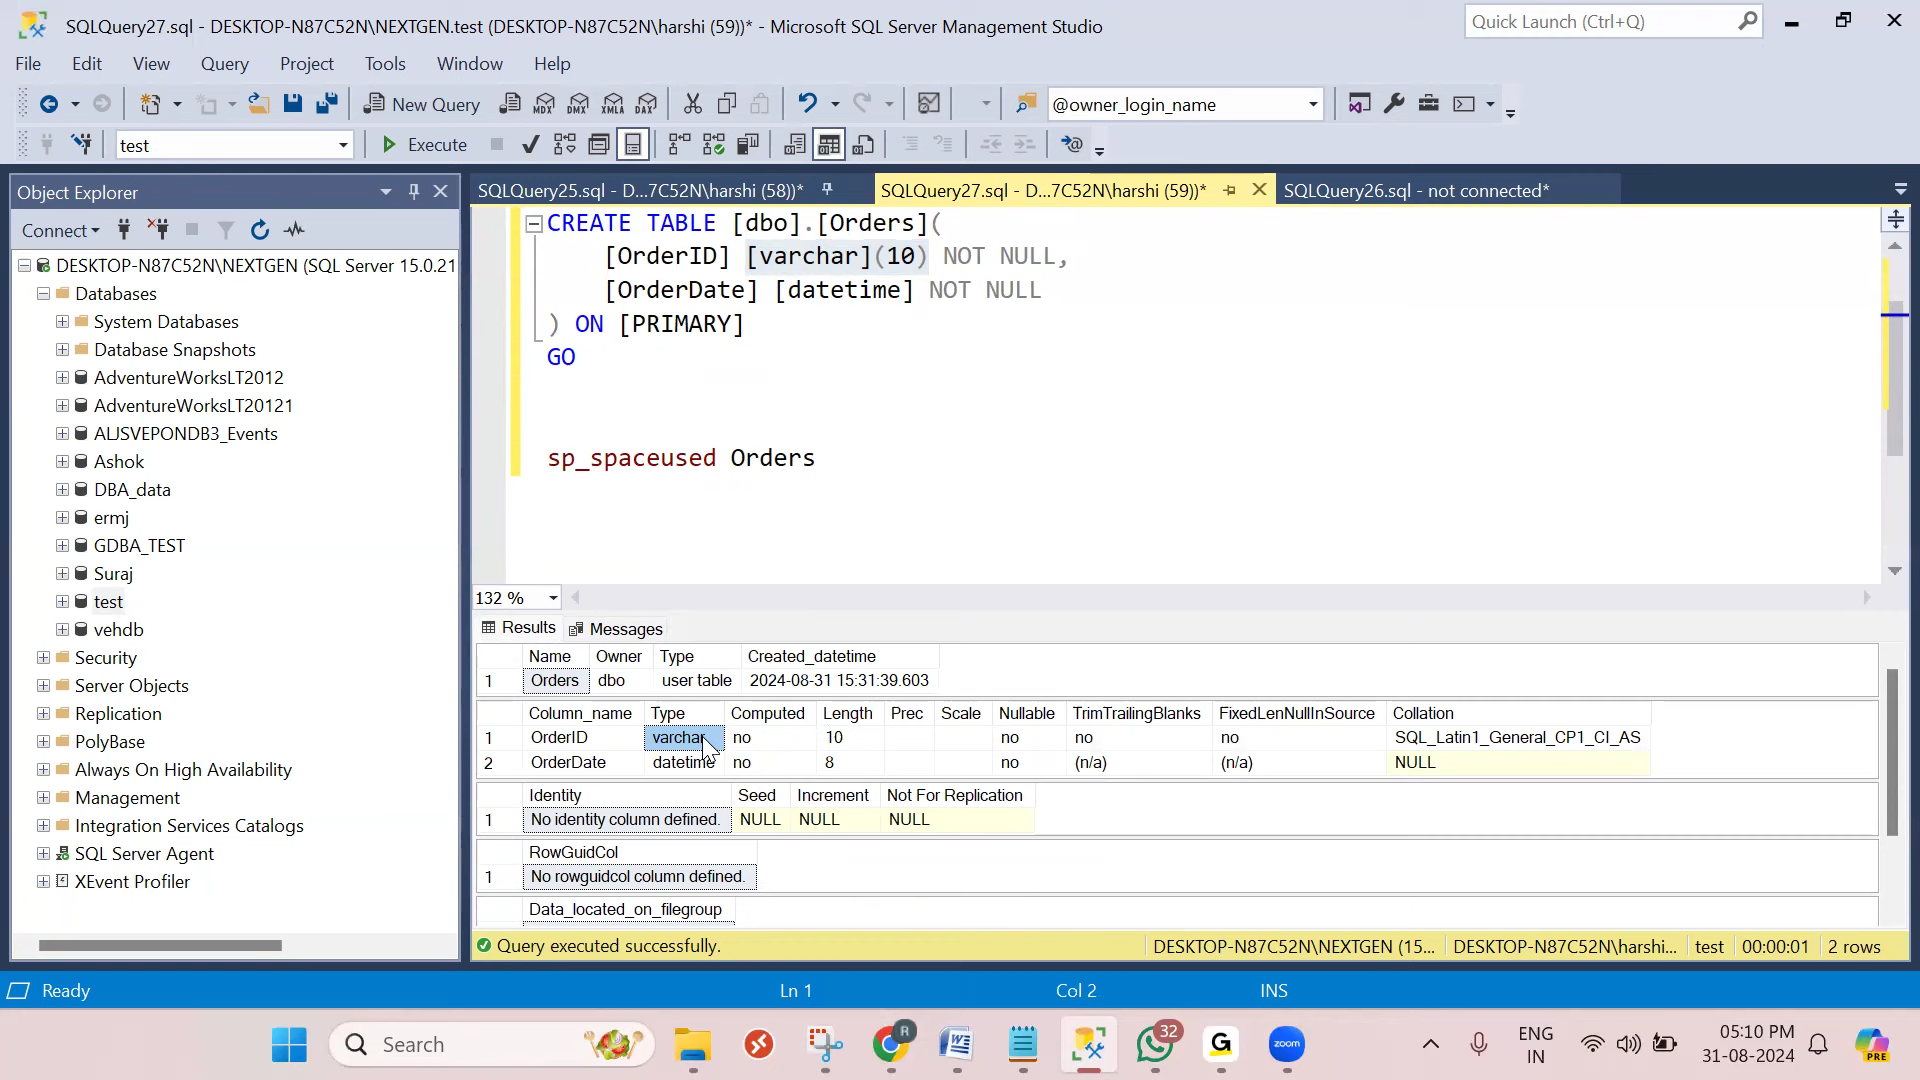 SQLQuery27.sql - DESKTOP-N87C52N\NEXTGEN.test (DESKTOP-N87C52N\harshi (59))* - Microsoft SQL Server Management Studio
Quick Launch (Ctrl+Q)
File Edit View Query Project Tools Window Help
New Query
MDX DMX XMLA DAX
@owner_login_name
test
Execute
Object Explorer
SQLQuery25.sql - D...7C52N\harshi (58))*
SQLQuery27.sql - D...7C52N\harshi (59))*
SQLQuery26.sql - not connected*
Connect
DESKTOP-N87C52N\NEXTGEN (SQL Server 15.0.21
Databases
System Databases
Database Snapshots
AdventureWorksLT2012
AdventureWorksLT20121
ALJSVEPONDB3_Events
Ashok
DBA_data
ermj
GDBA_TEST
Suraj
test
vehdb
Security
Server Objects
Replication
PolyBase
Always On High Availability
Management
Integration Services Catalogs
SQL Server Agent
XEvent Profiler
CREATE TABLE [dbo].[Orders](
[OrderID] [varchar](10) NOT NULL,
[OrderDate] [datetime] NOT NULL
) ON [PRIMARY]
GO
sp_spaceused Orders
132 %
Results Messages
Name Owner Type Created_datetime
1 Orders dbo user table 2024-08-31 15:31:39.603
Column_name Type Computed Length Prec Scale Nullable TrimTrailingBlanks FixedLenNullInSource Collation
1 OrderID varchar no 10 no no no SQL_Latin1_General_CP1_CI_AS
2 OrderDate datetime no 8 no (n/a) (n/a) NULL
Identity Seed Increment Not For Replication
1 No identity column defined. NULL NULL NULL
RowGuidCol
1 No rowguidcol column defined.
Data_located_on_filegroup
Query executed successfully.
DESKTOP-N87C52N\NEXTGEN (15... DESKTOP-N87C52N\harshi... test 00:00:01 2 rows
Ready Ln 1 Col 2 INS
Search
R
32
G
zoom
ENG
IN
05:10 PM
31-08-2024
PRE